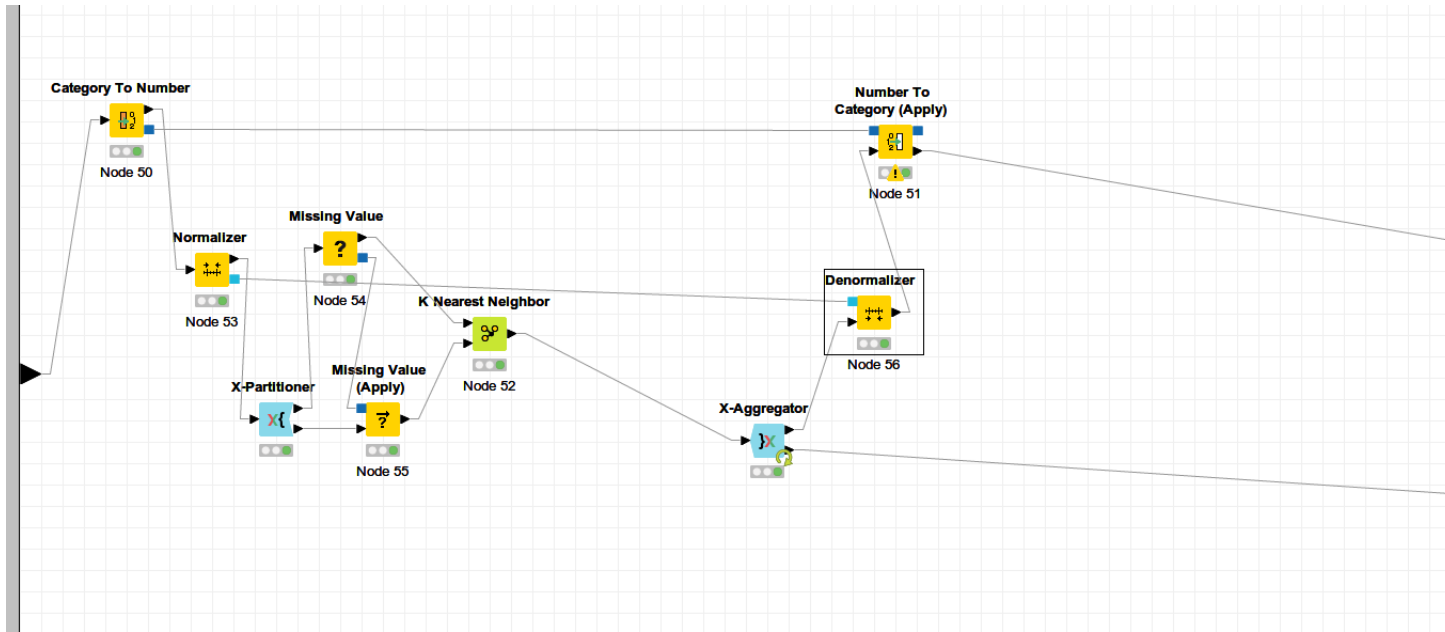 Category To Number
Node 50
Number To
Category (Apply)
Node 51
Missing Value
?
Node 54
Normalizer
Node 53
K Nearest Neighbor
Node 52
Denormalizer
Node 56
X-Partitioner
X{
Missing Value
(Apply)
?
Node 55
X-Aggregator
}X